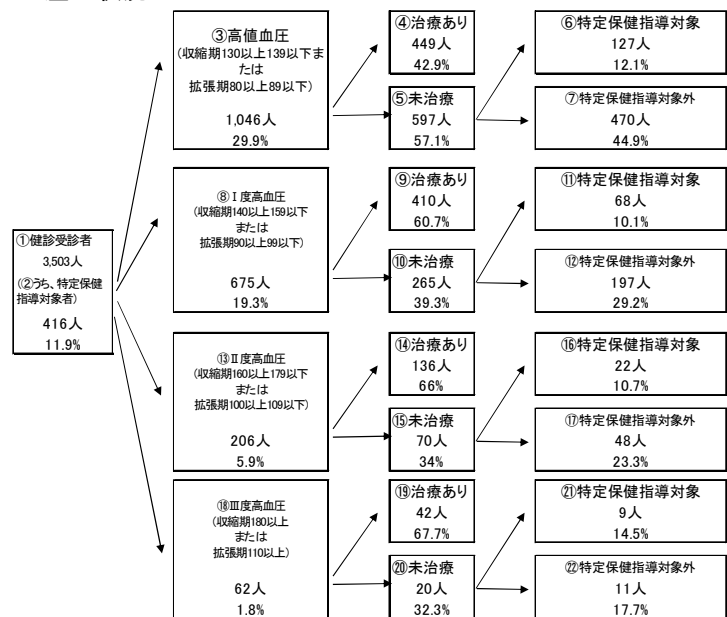 ③高値血圧
(収縮期130以上139以下ま
たは
拡張期80以上89以下)
1,046人
29.9%
④治療あり
449人
42.9%
⑤未治療
597人
57.1%
⑥特定保健指導対象
127人
12.1%
⑦特定保健指導対象外
470人
44.9%
①健診受診者
3,503人
(②うち、特定保健
指導対象者)
416人
11.9%
⑧Ⅰ度高血圧
(収縮期140以上159以下
または
拡張期90以上99以下)
675人
19.3%
⑨治療あり
410人
60.7%
⑩未治療
265人
39.3%
⑪特定保健指導対象
68人
10.1%
⑫特定保健指導対象外
197人
29.2%
⑬Ⅱ度高血圧
(収縮期160以上179以下
または
拡張期100以上109以下)
206人
5.9%
⑭治療あり
136人
66%
⑮未治療
70人
34%
⑯特定保健指導対象
22人
10.7%
⑰特定保健指導対象外
48人
23.3%
⑱Ⅲ度高血圧
(収縮期180以上
または
拡張期110以上)
62人
1.8%
⑲治療あり
42人
67.7%
⑳未治療
20人
32.3%
㉑特定保健指導対象
9人
14.5%
㉒特定保健指導対象外
11人
17.7%